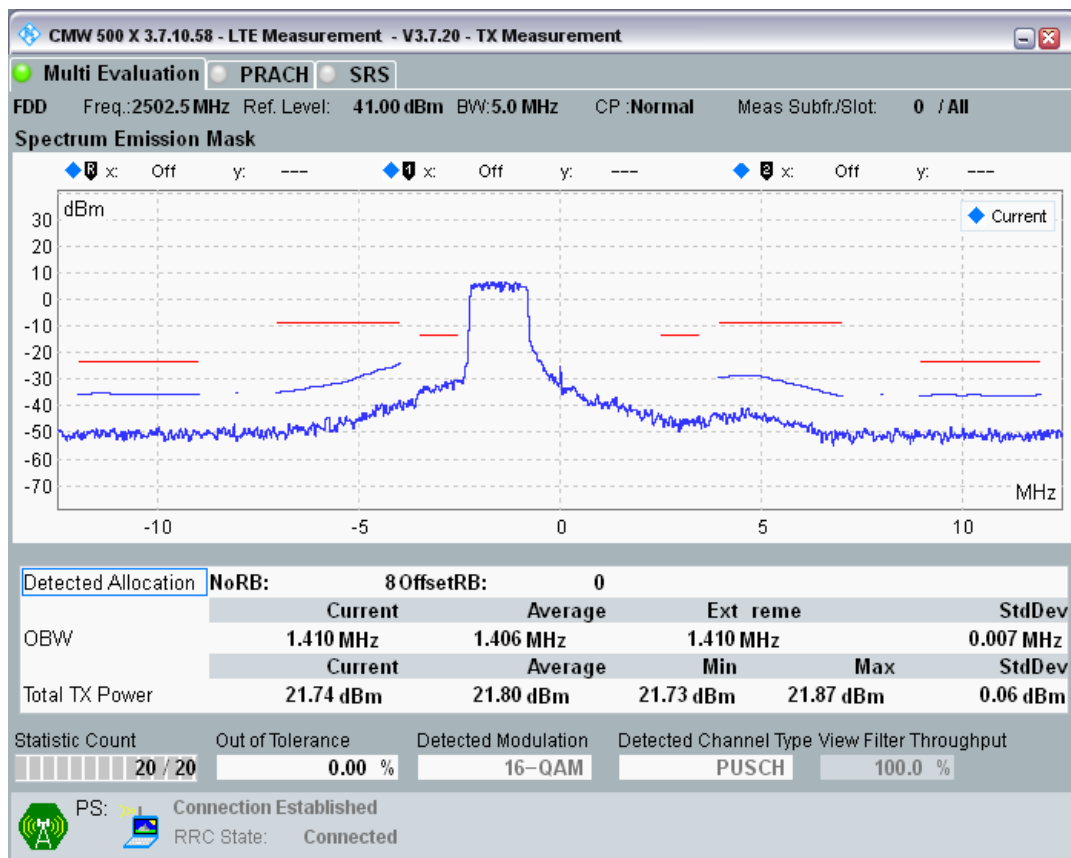 CMW 500 X 3.7.10.58 - LTE Measurement - V3.7.20 - TX Measurement
Multi Evaluation PRACH SRS
FDD Freg.:2502.5 MHz Ref. Level: 41.00 dBm BW:5.0 MHz CP :Normal Meas Subfr./Slot: 0 / All
Spectrum Emission Mask
R x: Off y: --- 1 x: Off y: --- 2 x: Off y: ---
dBm
Current
30
20
10
0
-10
-20
-30
-40
-50
-60
-70
MHz
-10 -5 0 5 10
Detected Allocation NoRB: 8 OffsetRB: 0
Current Average Ext reme StdDev
OBW 1.410 MHz 1.406 MHz 1.410 MHz 0.007 MHz
Current Average Min Max StdDev
Total TX Power 21.74 dBm 21.80 dBm 21.73 dBm 21.87 dBm 0.06 dBm
Statistic Count Out of Tolerance Detected Modulation Detected Channel Type View Filter Throughput
20 / 20 0.00 % 16-QAM PUSCH 100.0 %
PS: Connection Established
RRC State: Connected